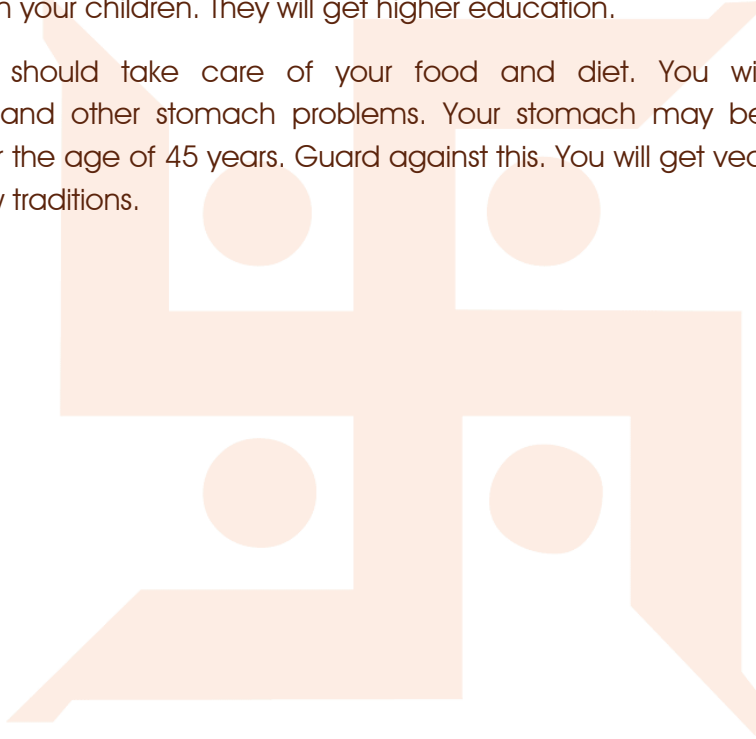 your children. They will get higher education.
should take care of your food and diet. You
and other stomach problems. Your stomach may be
the age of 45 years. Guard against this. You will get
traditions.